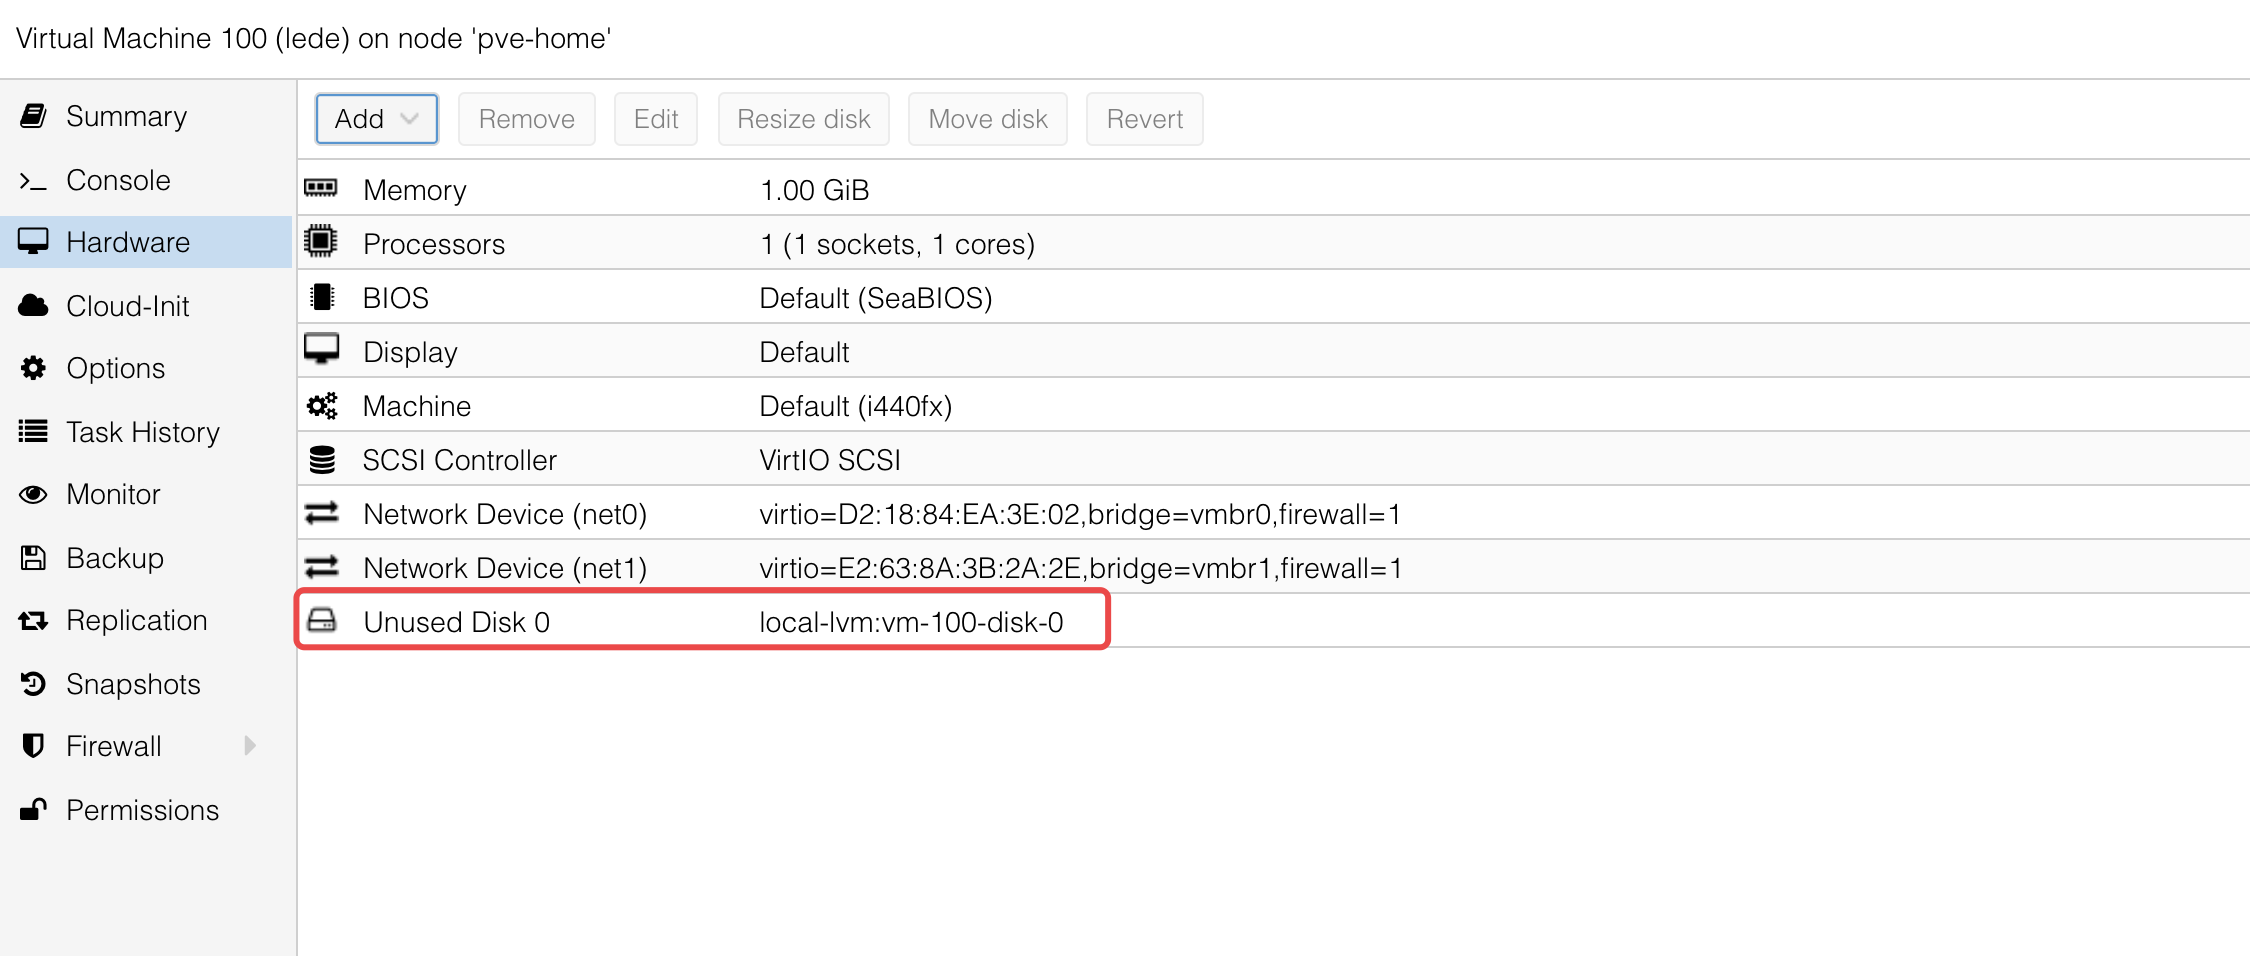 Virtual Machine 100 (lede) on node 'pve-home'
Summary
Console
Hardware
Cloud-Init
Options
Task History
Monitor
Backup
Replication
Snapshots
Firewall
Permissions
Add Remove Edit Resize disk Move disk Revert
Memory 1.00 GiB
Processors 1 (1 sockets, 1 cores)
BIOS Default (SeaBIOS)
Display Default
Machine Default (i440fx)
SCSI Controller VirtIO SCSI
Network Device (net0) virtio=D2:18:84:EA:3E:02,bridge=vmbr0,firewall=1
Network Device (net1) virtio=E2:63:8A:3B:2A:2E,bridge=vmbr1,firewall=1
Unused Disk 0 local-lvm:vm-100-disk-0